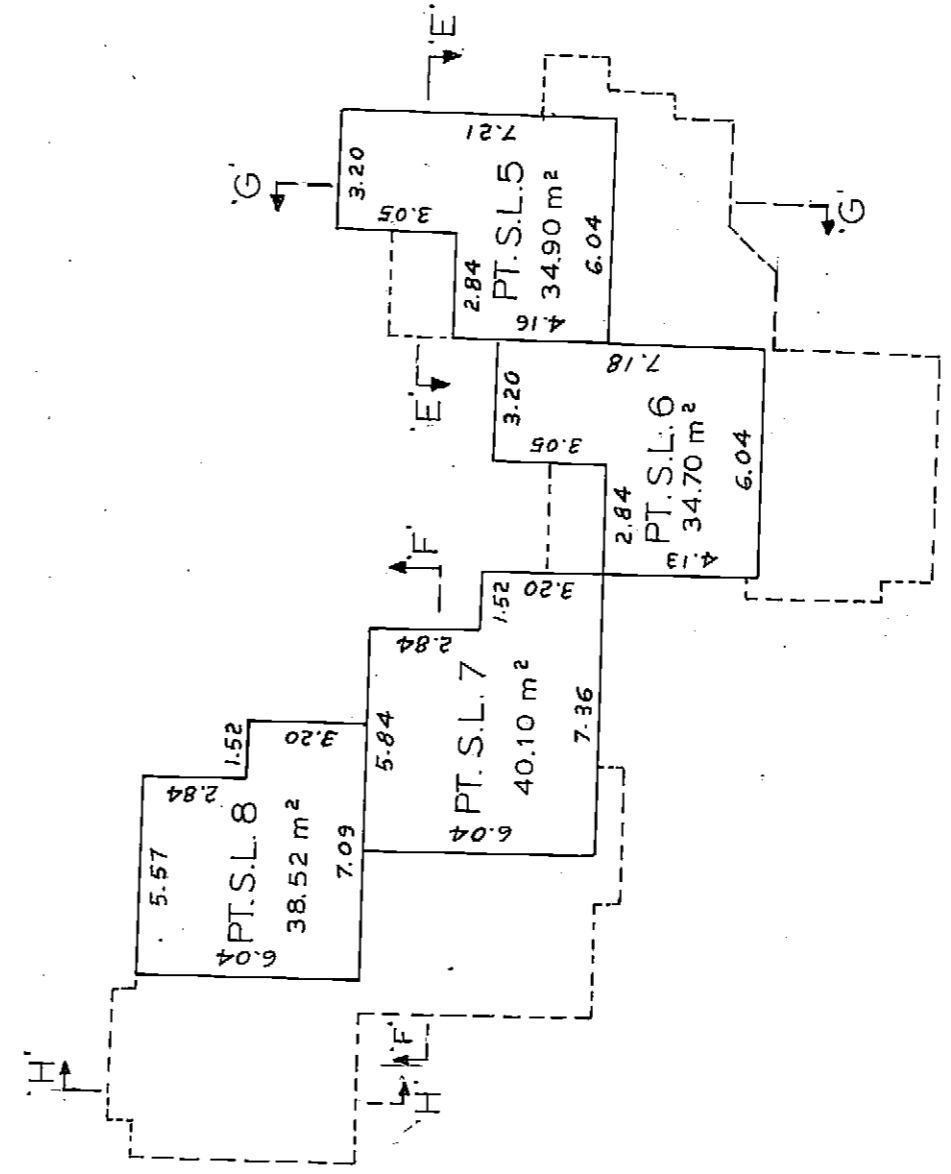 'E'
'G'
3.20
7.21
3.05
PT. S.L. 5
34.90 m²
2.84
4.16
6.04
'G'
'E'
3.20
7.18
3.05
PT. S.L. 6
34.70 m²
2.84
4.13
6.04
'F'
2.84
1.52
3.20
5.84
PT. S.L. 7
40.10 m²
6.04
7.36
1.52
2.84
3.20
5.57
PT. S.L. 8
38.52 m²
6.04
7.09
'H'
'F'
'H'